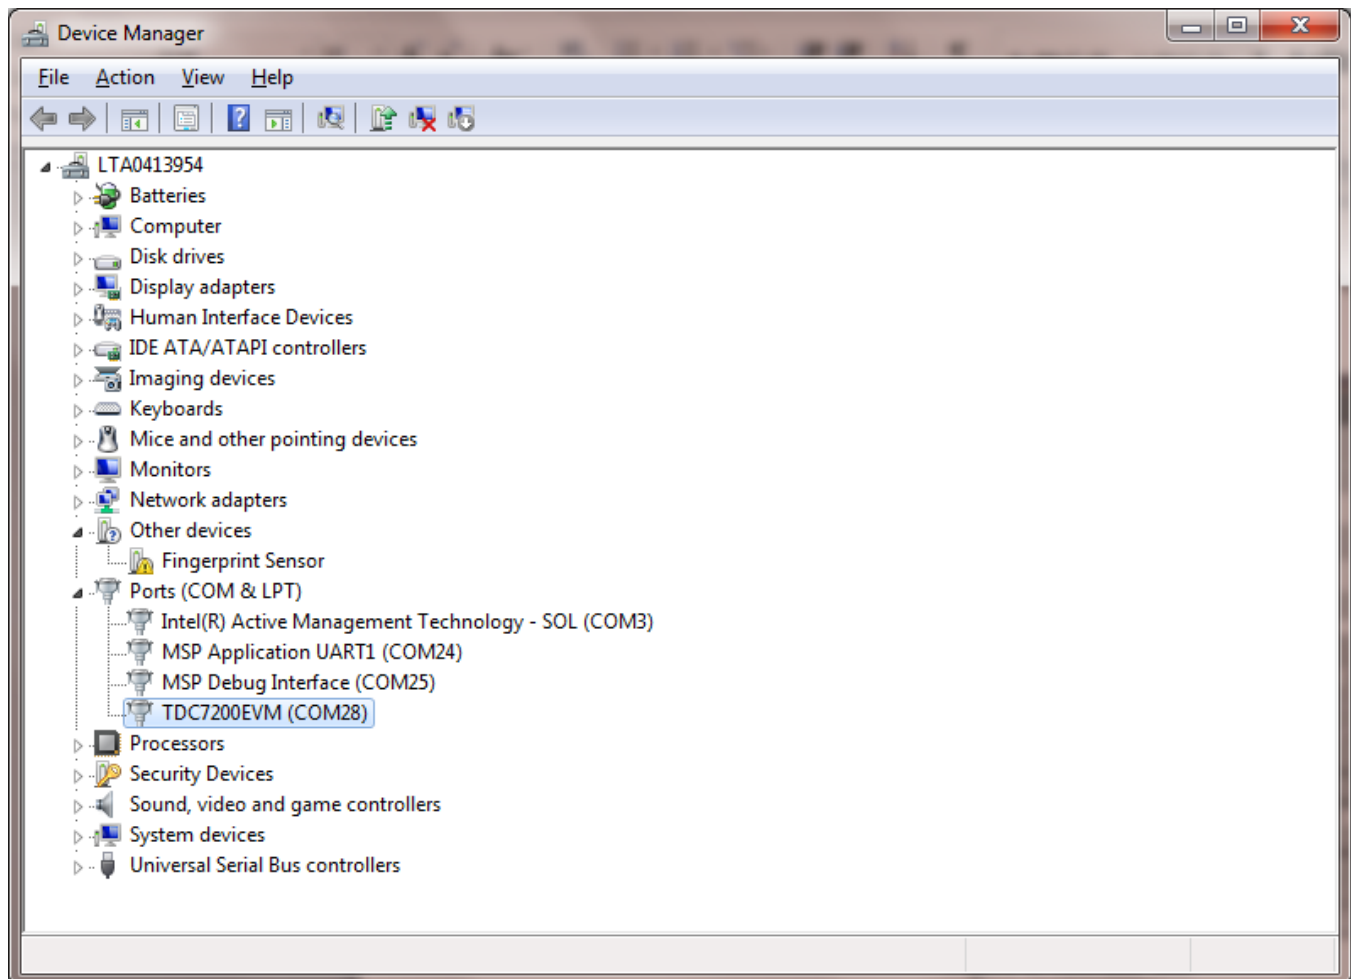 Device Manager
File Action View Help
LTA0413954
Batteries
Computer
Disk drives
Display adapters
Human Interface Devices
IDE ATA/ATAPI controllers
Imaging devices
Keyboards
Mice and other pointing devices
Monitors
Network adapters
Other devices
Fingerprint Sensor
Ports (COM & LPT)
Intel(R) Active Management Technology - SOL (COM3)
MSP Application UART1 (COM24)
MSP Debug Interface (COM25)
TDC7200EVM (COM28)
Processors
Security Devices
Sound, video and game controllers
System devices
Universal Serial Bus controllers